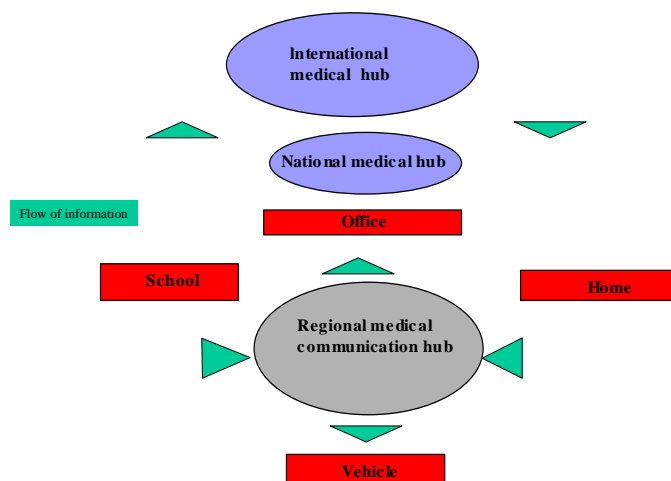 International
medical hub
National medical hub
Flow of information
Office
School
Home
Regional medical
communication hub
Vehicle